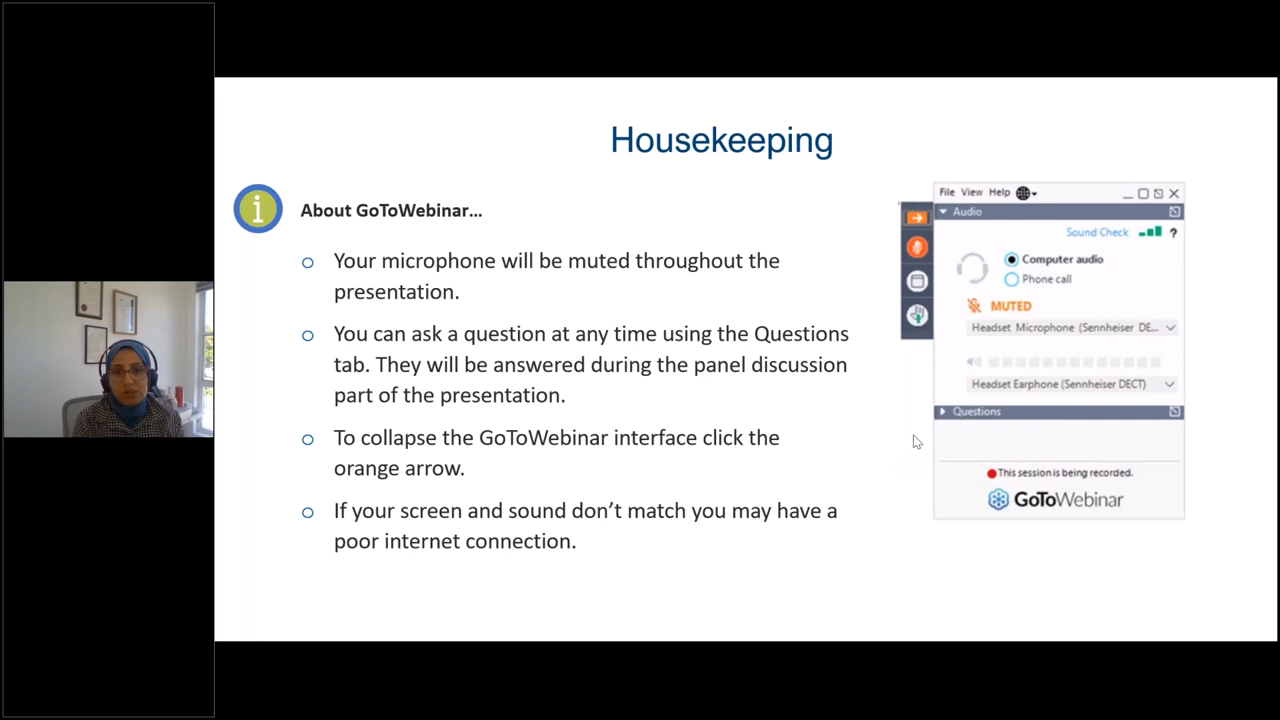 Housekeeping
i
About GoToWebinar…
Your microphone will be muted throughout the
presentation.
You can ask a question at any time using the Questions
tab. They will be answered during the panel discussion
part of the presentation.
To collapse the GoToWebinar interface click the
orange arrow.
If your screen and sound don’t match you may have a
poor internet connection.
File View Help
Audio
Sound Check ?
Computer audio
Phone call
MUTED
Headset Microphone (Sennheiser DE...
Headset Earphone (Sennheiser DECT)
Questions
This session is being recorded.
GoToWebinar